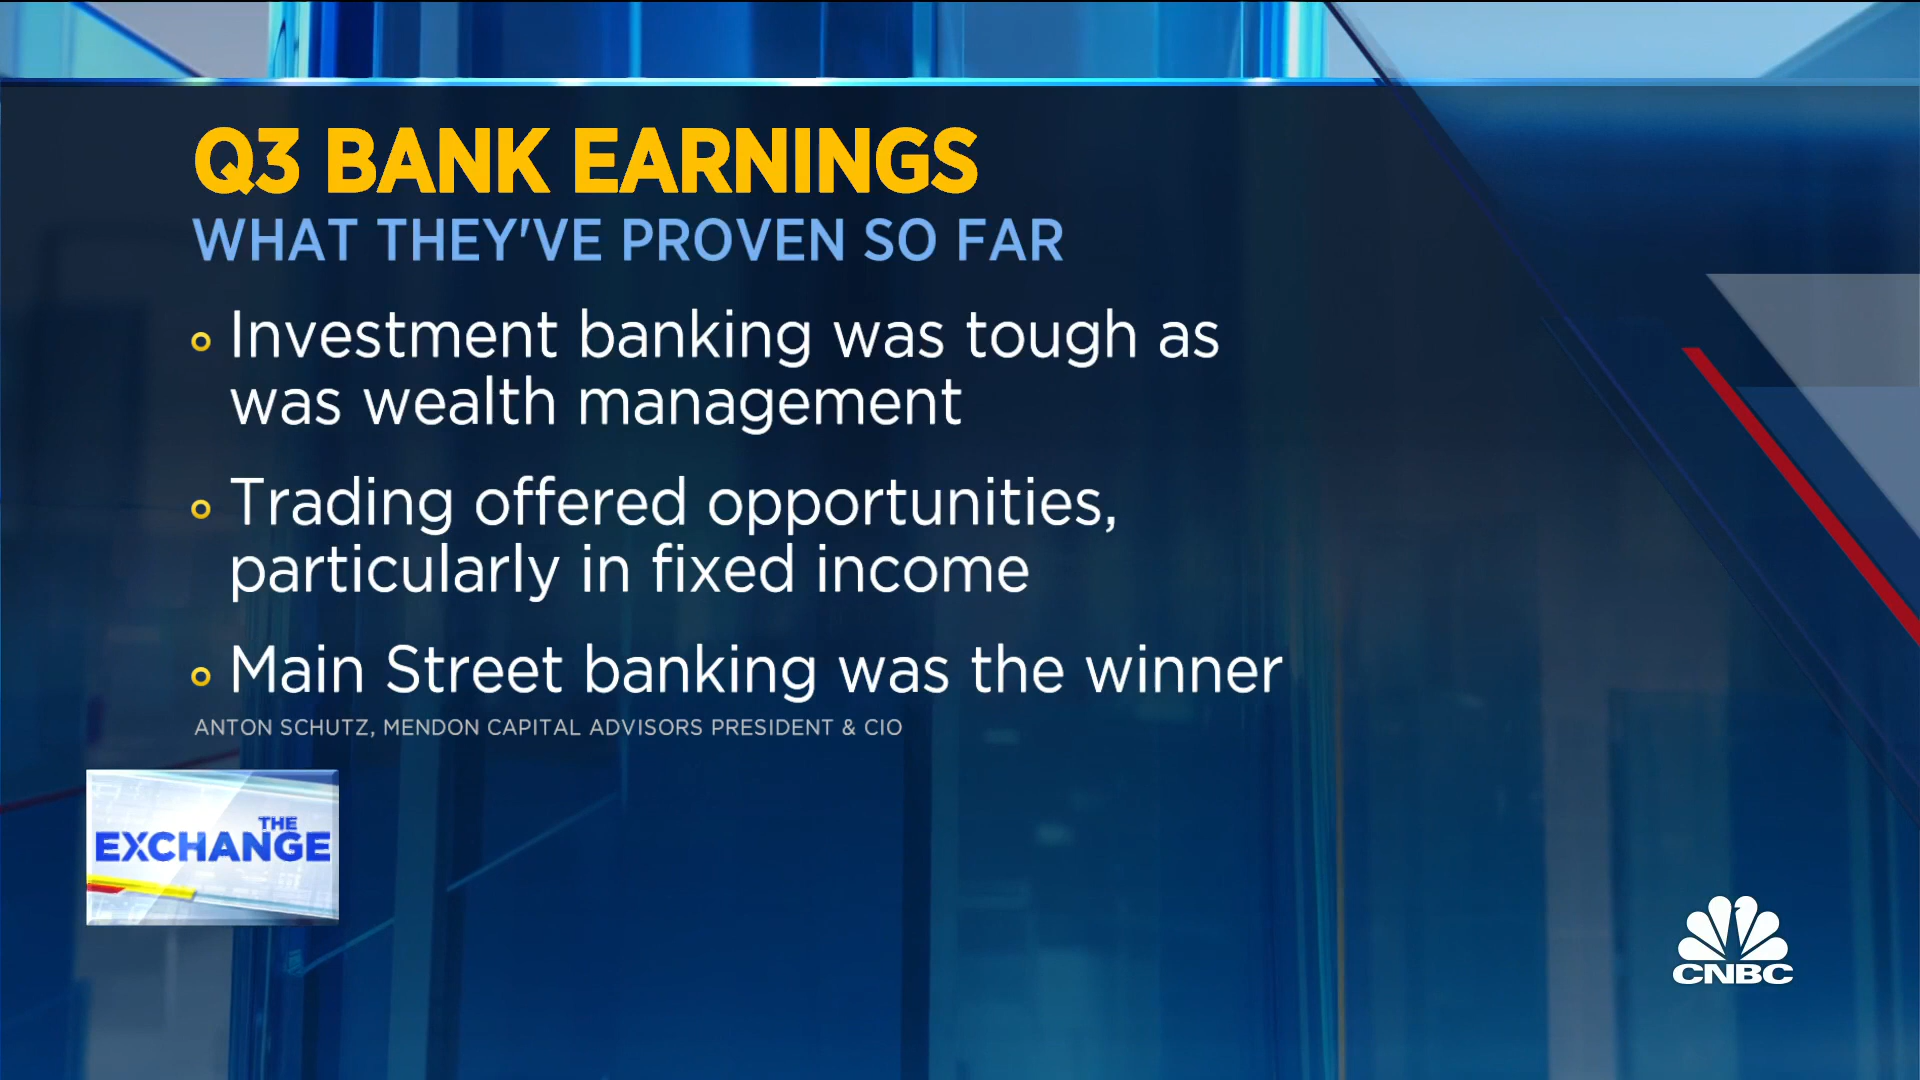 Q3 BANK EARNINGS
WHAT THEY'VE PROVEN SO FAR
Investment banking was tough as
was wealth management
Trading offered opportunities,
particularly in fixed income
Main Street banking was the winner
ANTON SCHUTZ, MENDON CAPITAL ADVISORS PRESIDENT & CIO
THE
EXCHANGE
CNBC